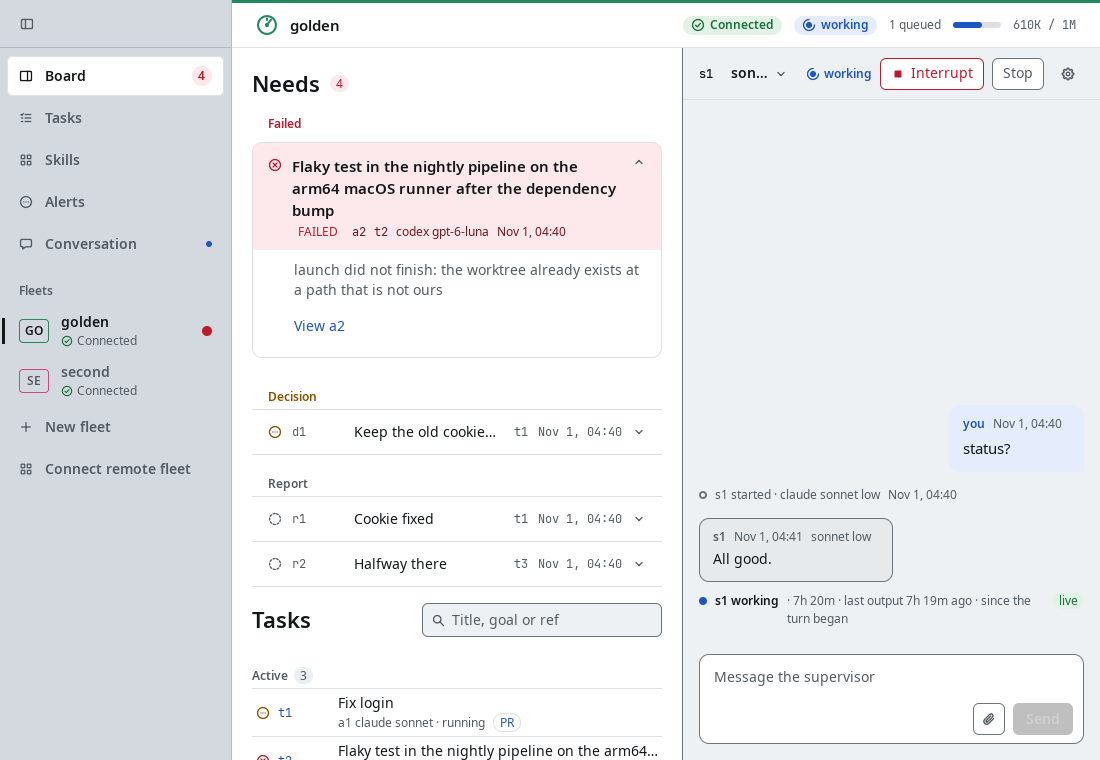 golden
Connected
working
1 queued
610K / 1M
Board
4
Tasks
Skills
Alerts
Conversation
Fleets
GO
golden
Connected
SE
second
Connected
New fleet
Connect remote fleet
Needs 4
Failed
Flaky test in the nightly pipeline on the
arm64 macOS runner after the dependency
bump
FAILED a2 t2 codex gpt-6-luna Nov 1, 04:40
launch did not finish: the worktree already exists at
a path that is not ours
View a2
Decision
d1 Keep the old cookie… t1 Nov 1, 04:40
Report
r1 Cookie fixed t1 Nov 1, 04:40
r2 Halfway there t3 Nov 1, 04:40
Tasks
Title, goal or ref
Active 3
t1 Fix login
a1 claude sonnet · running PR
t2 Flaky test in the nightly pipeline on the arm64…
s1 son… working Interrupt Stop
you Nov 1, 04:40
status?
s1 started · claude sonnet low Nov 1, 04:40
s1 Nov 1, 04:41 sonnet low
All good.
s1 working · 7h 20m · last output 7h 19m ago · since the
turn began
live
Message the supervisor
Send